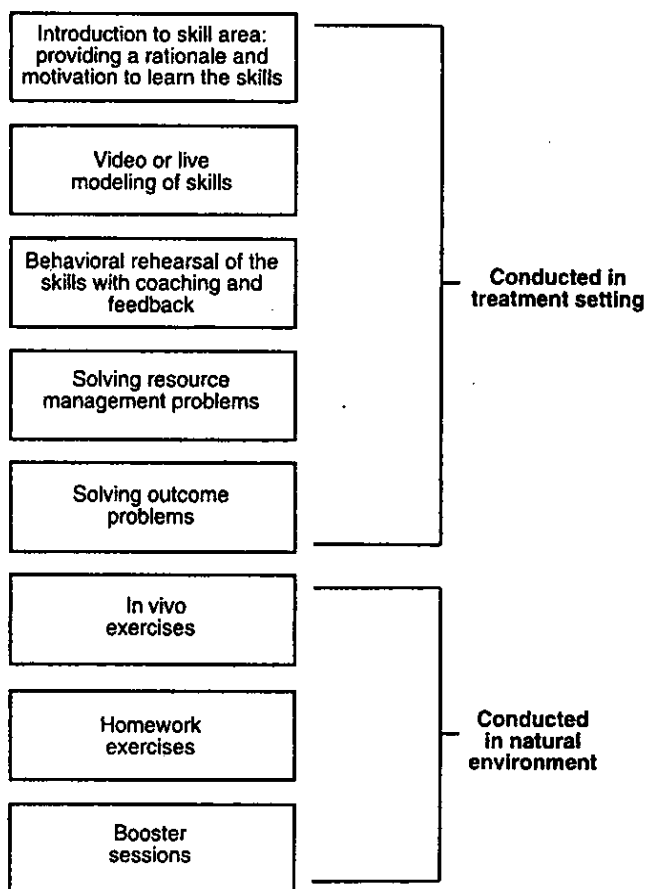 Introduction to skill area:
providing a rationale and
motivation to learn the skills
Video or live
modeling of skills
Behavioral rehearsal of the
skills with coaching and
feedback
Solving resource
management problems
Solving outcome
problems
Conducted in
treatment setting
In vivo
exercises
Homework
exercises
Booster
sessions
Conducted
in natural
environment